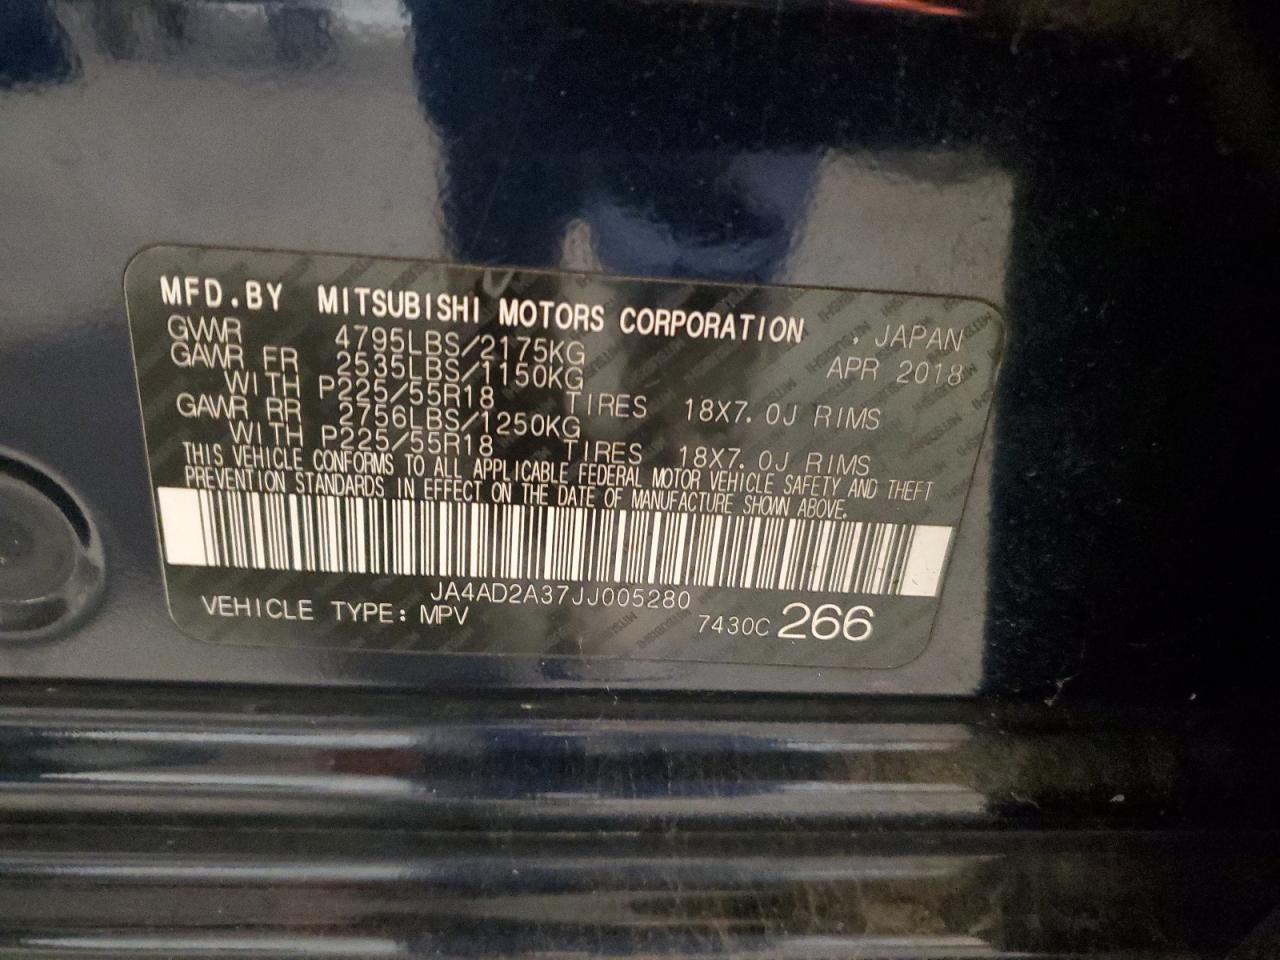 MFD.BY MITSUBISHI MOTORS CORPORATION . JAPAN
GVWR 4795LBS/2175KG APR 2018
GAWR FR 2535LBS/1150KG
WITH P225/55R18 TIRES 18X7.0J RIMS
GAWR RR 2756LBS/1250KG
WITH P225/55R18 TIRES 18X7.0J RIMS
THIS VEHICLE CONFORMS TO ALL APPLICABLE FEDERAL MOTOR VEHICLE SAFETY AND THEFT
PREVENTION STANDARDS IN EFFECT ON THE DATE OF MANUFACTURE SHOWN ABOVE.
JA4AD2A37JJ005280
VEHICLE TYPE: MPV 7430C 266